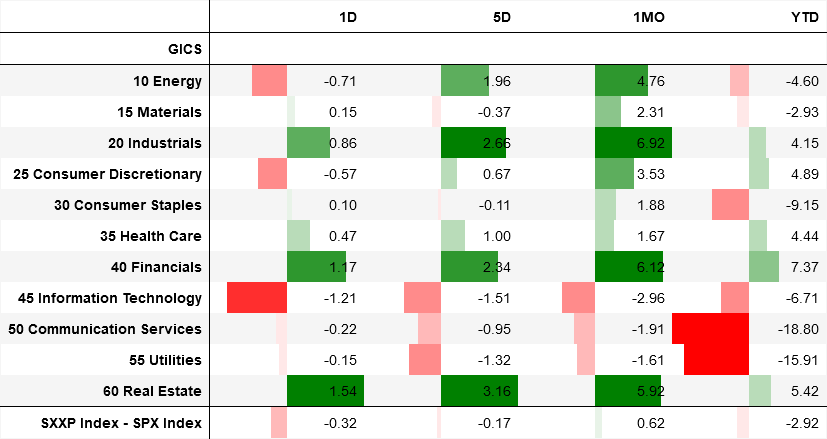 1D 5D 1MO YTD
GICS
10 Energy -0.71 1.96 4.76 -4.60
15 Materials 0.15 -0.37 2.31 -2.93
20 Industrials 0.86 2.66 6.92 4.15
25 Consumer Discretionary -0.57 0.67 3.53 4.89
30 Consumer Staples 0.10 -0.11 1.88 -9.15
35 Health Care 0.47 1.00 1.67 4.44
40 Financials 1.17 2.34 6.12 7.37
45 Information Technology -1.21 -1.51 -2.96 -6.71
50 Communication Services -0.22 -0.95 -1.91 -18.80
55 Utilities -0.15 -1.32 -1.61 -15.91
60 Real Estate 1.54 3.16 5.92 5.42
SXXP Index - SPX Index -0.32 -0.17 0.62 -2.92